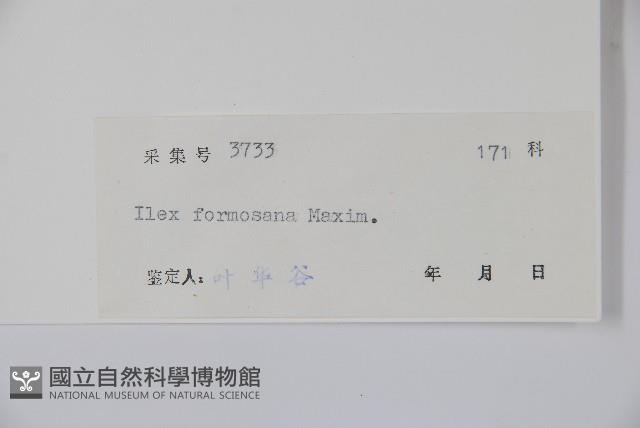 采集号 3733 171 科
Ilex formosana Maxim.
鉴定人: 叶华谷 年 月 日
國立自然科學博物館
NATIONAL MUSEUM OF NATURAL SCIENCE